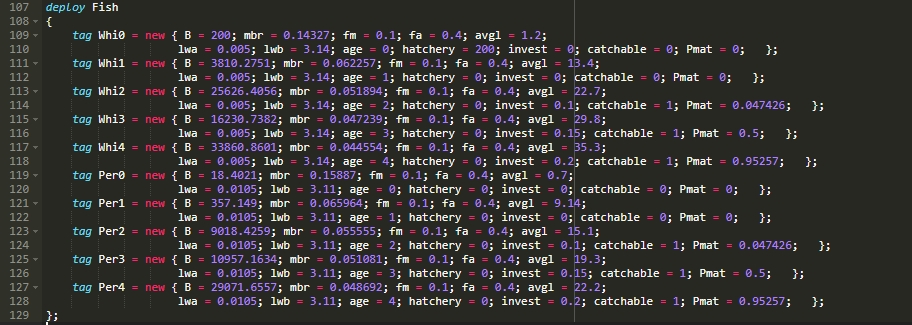 107 deploy Fish
108 {
109 tag Whi0 = new { B = 200; mbr = 0.14327; fm = 0.1; fa = 0.4; avgl = 1.2;
110 lwa = 0.005; lwb = 3.14; age = 0; hatchery = 200; invest = 0; catchable = 0; Pmat = 0; };
111 tag Whi1 = new { B = 3810.2751; mbr = 0.062257; fm = 0.1; fa = 0.4; avgl = 13.4;
112 lwa = 0.005; lwb = 3.14; age = 1; hatchery = 0; invest = 0; catchable = 0; Pmat = 0; };
113 tag Whi2 = new { B = 25626.4056; mbr = 0.051894; fm = 0.1; fa = 0.4; avgl = 22.7;
114 lwa = 0.005; lwb = 3.14; age = 2; hatchery = 0; invest = 0.1; catchable = 1; Pmat = 0.047426; };
115 tag Whi3 = new { B = 16230.7382; mbr = 0.047239; fm = 0.1; fa = 0.4; avgl = 29.8;
116 lwa = 0.005; lwb = 3.14; age = 3; hatchery = 0; invest = 0.15; catchable = 1; Pmat = 0.5; };
117 tag Whi4 = new { B = 33860.8601; mbr = 0.044554; fm = 0.1; fa = 0.4; avgl = 35.3;
118 lwa = 0.005; lwb = 3.14; age = 4; hatchery = 0; invest = 0.2; catchable = 1; Pmat = 0.95257; };
119 tag Per0 = new { B = 18.4021; mbr = 0.15887; fm = 0.1; fa = 0.4; avgl = 0.7;
120 lwa = 0.0105; lwb = 3.11; age = 0; hatchery = 0; invest = 0; catchable = 0; Pmat = 0; };
121 tag Per1 = new { B = 357.149; mbr = 0.065964; fm = 0.1; fa = 0.4; avgl = 9.14;
122 lwa = 0.0105; lwb = 3.11; age = 1; hatchery = 0; invest = 0; catchable = 0; Pmat = 0; };
123 tag Per2 = new { B = 9018.4259; mbr = 0.055555; fm = 0.1; fa = 0.4; avgl = 15.1;
124 lwa = 0.0105; lwb = 3.11; age = 2; hatchery = 0; invest = 0.1; catchable = 1; Pmat = 0.047426; };
125 tag Per3 = new { B = 10957.1634; mbr = 0.051081; fm = 0.1; fa = 0.4; avgl = 19.3;
126 lwa = 0.0105; lwb = 3.11; age = 3; hatchery = 0; invest = 0.15; catchable = 1; Pmat = 0.5; };
127 tag Per4 = new { B = 29071.6557; mbr = 0.048692; fm = 0.1; fa = 0.4; avgl = 22.2;
128 lwa = 0.0105; lwb = 3.11; age = 4; hatchery = 0; invest = 0.2; catchable = 1; Pmat = 0.95257; };
129 };